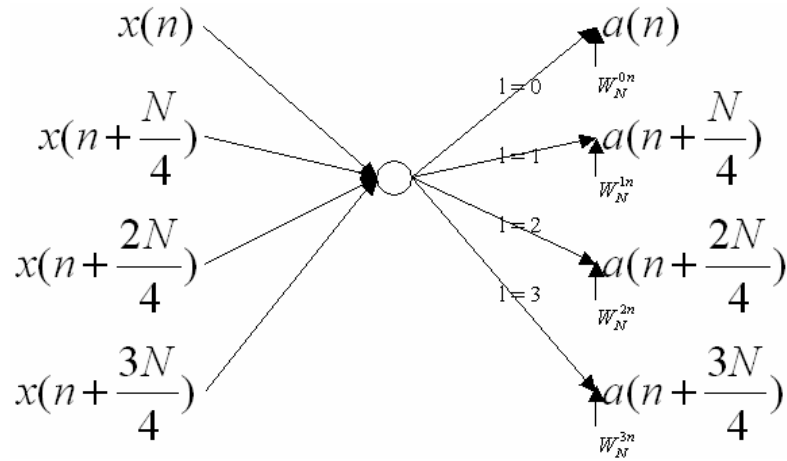 x(n)
x(n + N/4)
x(n + 2N/4)
x(n + 3N/4)
l = 0
l = 1
l = 2
l = 3
a(n)
W_N^{0n}
a(n + N/4)
W_N^{1n}
a(n + 2N/4)
W_N^{2n}
a(n + 3N/4)
W_N^{3n}